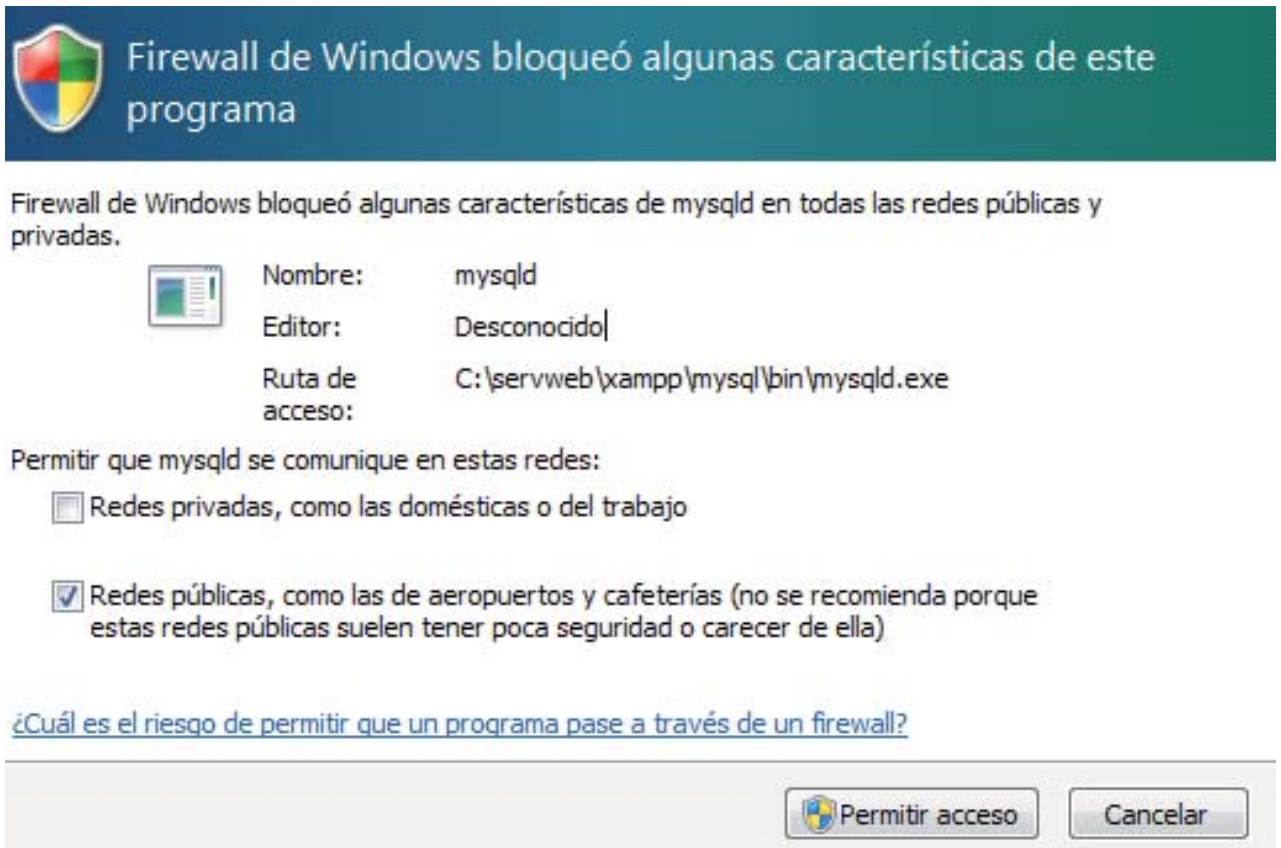 Firewall de Windows bloqueó algunas características de este
programa
Firewall de Windows bloqueó algunas características de mysqld en todas las redes públicas y
privadas.
Nombre: mysqld
Editor: Desconocido
Ruta de C:\servweb\xampp\mysql\bin\mysqld.exe
acceso:
Permitir que mysqld se comunique en estas redes:
Redes privadas, como las domésticas o del trabajo
Redes públicas, como las de aeropuertos y cafeterías (no se recomienda porque
estas redes públicas suelen tener poca seguridad o carecer de ella)
¿Cuál es el riesgo de permitir que un programa pase a través de un firewall?
Permitir acceso Cancelar